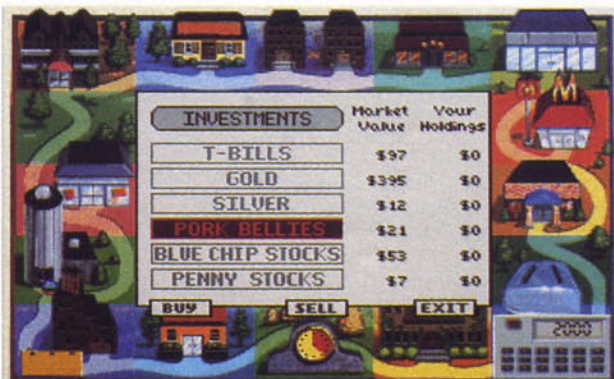 INVESTMENTS Market Value Your Holdings
T-BILLS $97 $0
GOLD $395 $0
SILVER $12 $0
PORK BELLIES $21 $0
BLUE CHIP STOCKS $53 $0
PENNY STOCKS $7 $0
BUY SELL EXIT
2000